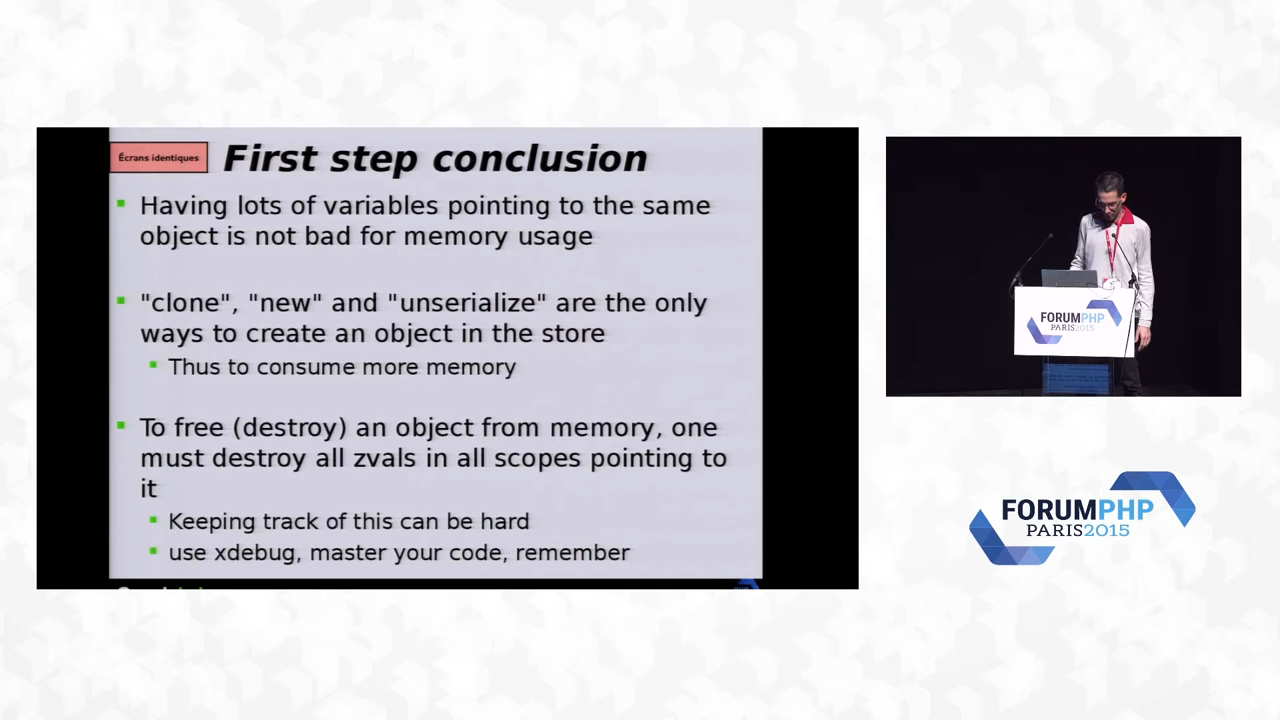 Écrans identiques
First step conclusion
Having lots of variables pointing to the same
object is not bad for memory usage
"clone", "new" and "unserialize" are the only
ways to create an object in the store
Thus to consume more memory
To free (destroy) an object from memory, one
must destroy all zvals in all scopes pointing to
it
Keeping track of this can be hard
use xdebug, master your code, remember
FORUMPHP
PARIS2015
FORUMPHP
PARIS2015